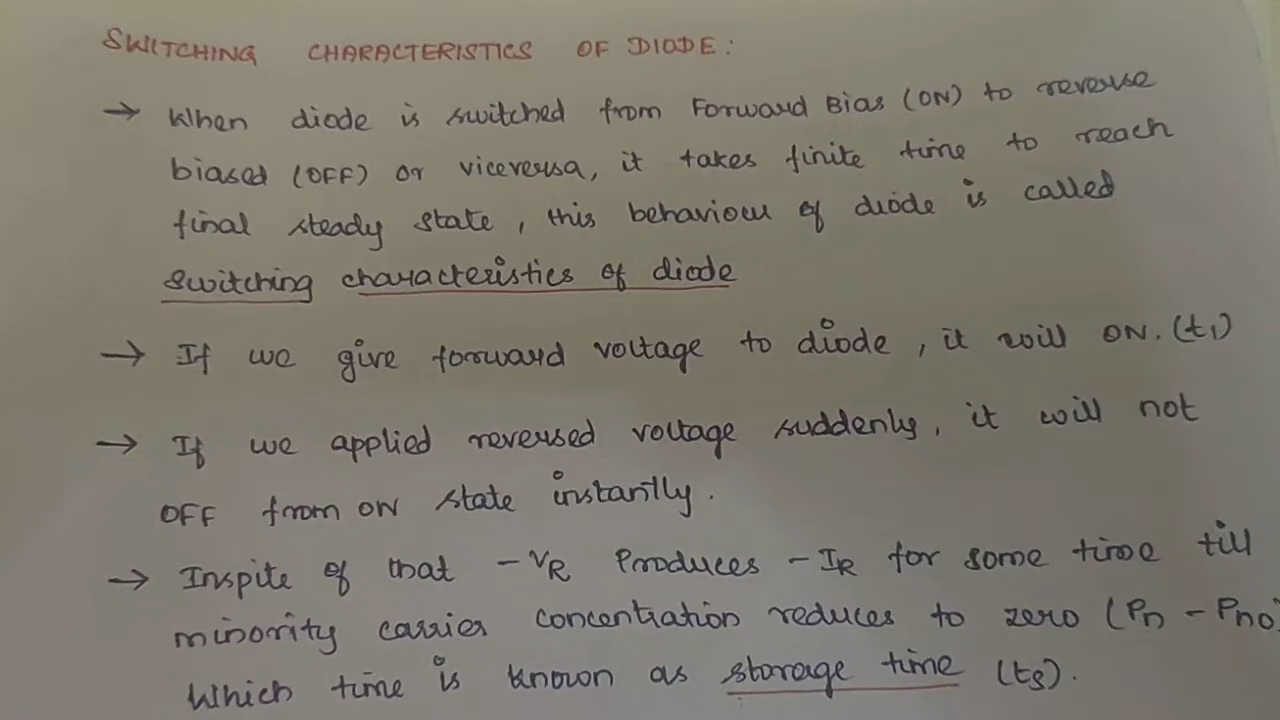 SWITCHING CHARACTERISTICS OF DIODE:
→ When diode is switched from Forward Bias (ON) to reverse
biased (OFF) or viceversa, it takes finite time to reach
final steady state, this behaviour of diode is called
switching characteristics of diode
→ If we give forward voltage to diode, it will ON. (t1)
→ If we applied reversed voltage suddenly, it will not
OFF from ON state instantly.
→ Inspite of that -VR Produces -IR for some time till
minority carrier concentration reduces to zero (Pn - Pno)
Which time is known as storage time (ts).